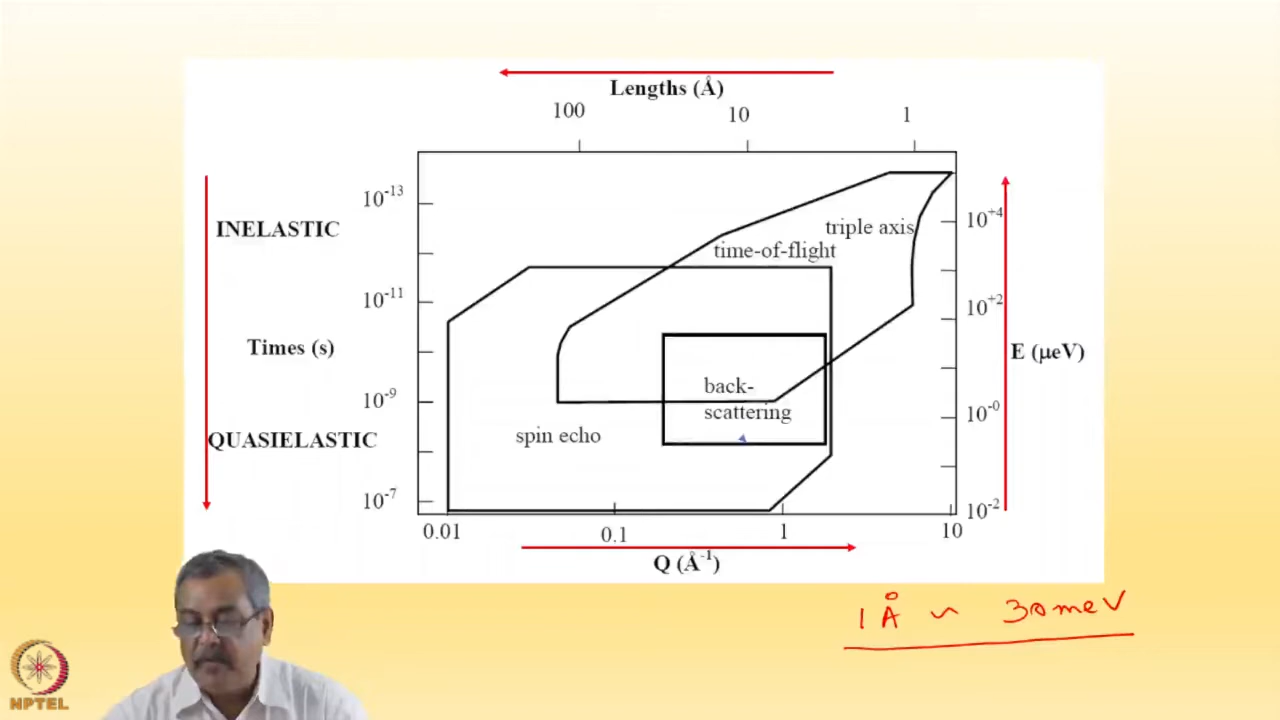 Lengths (Å)
100 10 1
10-13
INELASTIC
10+4
triple axis
time-of-flight
10-11
10+2
Times (s)
E (μeV)
back-
scattering
10-9
10-0
spin echo
QUASIELASTIC
10-7
10-2
0.01 0.1 1 10
Q (Å-1)
1 Å ~ 30meV
NPTEL